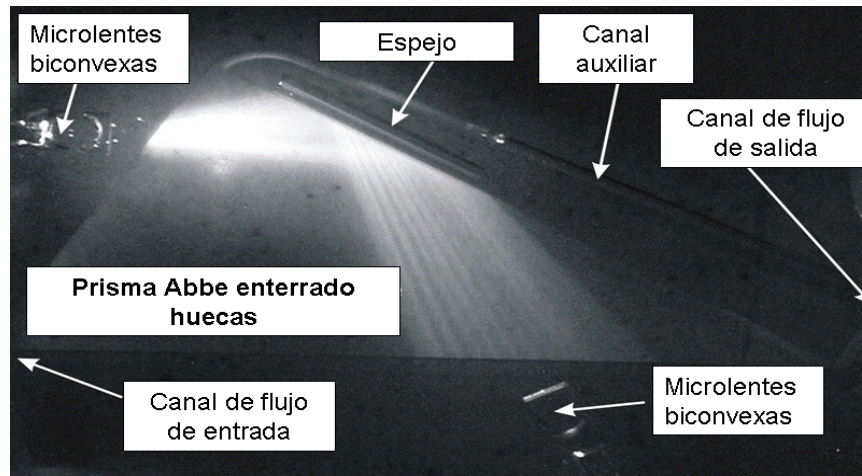 Microlentes
biconvexas
Espejo
Canal
auxiliar
Canal de flujo
de salida
Prisma Abbe enterrado
huecas
Canal de flujo
de entrada
Microlentes
biconvexas